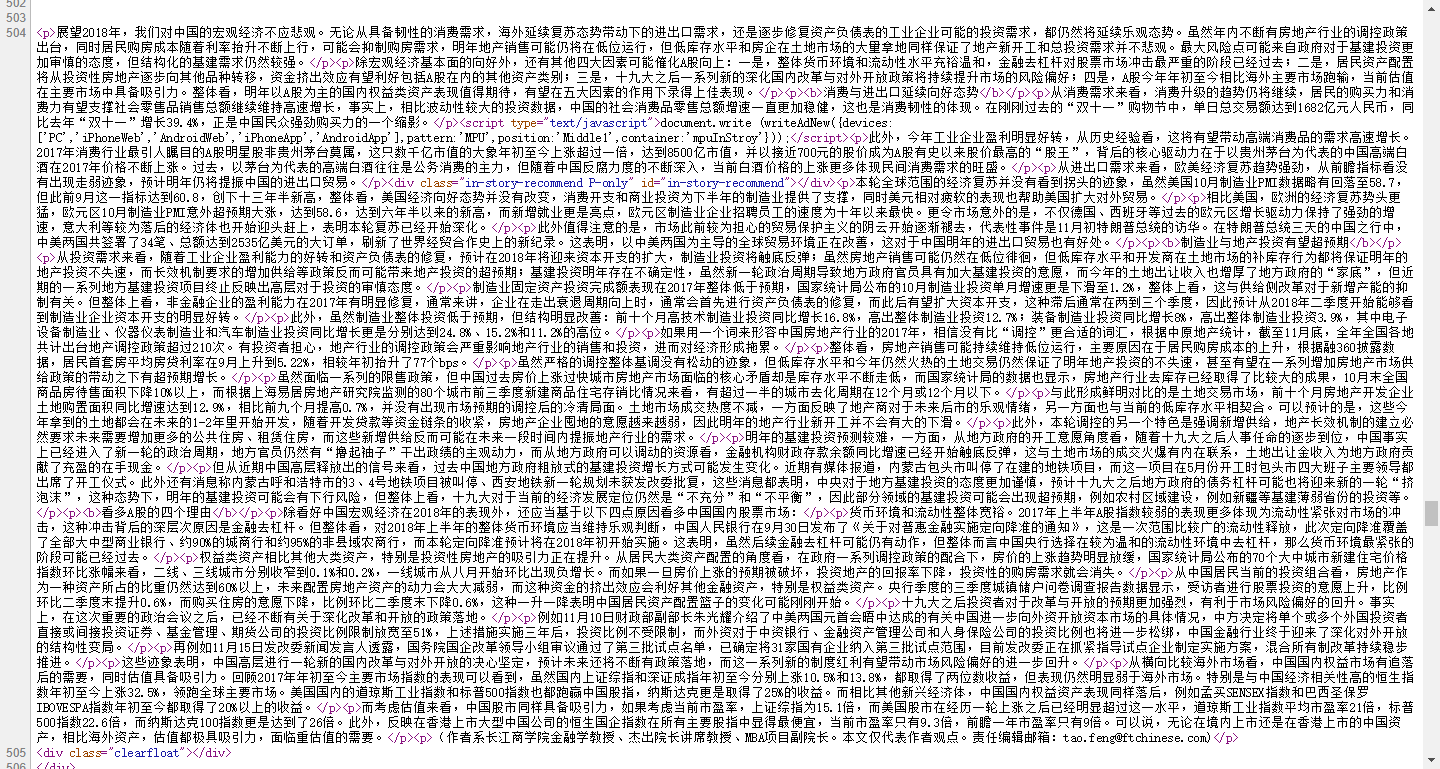 502
503
504 <p>展望2018年，我们对中国的宏观经济不应悲观。无论从具备韧性的消费需求，海外延续复苏态势带动下的进出口需求，还是逐步修复资产负债表的工业企业可能的投资需求，都仍然将延续乐观态势。虽然年内不断有房地产行业的调控政策
出台，同时居民购房成本随着利率抬升不断上行，可能会抑制购房需求，明年地产销售可能仍将在低位运行，但低库存水平和房企在土地市场的大量拿地同样保证了地产新开工和总投资需求并不悲观。最大风险点可能来自政府对于基建投资更
加审慎的态度，但结构化的基建需求仍然较强。</p><p>除宏观经济基本面的向好外，还有其他四大因素可能催化A股向上：一是，整体货币环境和流动性水平充裕温和，金融去杠杆对股票市场冲击最严重的阶段已经过去；二是，居民资产配置
将从投资性房地产逐步向其他品种转移，资金挤出效应有望利好包括A股在内的其他资产类别；三是，十九大之后一系列新的深化国内改革与对外开放政策将持续提升市场的风险偏好；四是，A股今年年初至今相比海外主要市场跑输，当前估值
在主要市场中具备吸引力。整体看，明年以A股为主的国内权益类资产表现值得期待，有望在五大因素的作用下录得上佳表现。</p><p><b>消费与进出口延续向好态势</b></p><p>从消费需求来看，消费升级的趋势仍将继续，居民的购买力和消
费力有望支撑社会零售品销售总额继续维持高速增长，事实上，相比波动性较大的投资数据，中国的社会消费品零售总额增速一直更加稳健，这也是消费韧性的体现。在刚刚过去的“双十一”购物节中，单日总交易额达到1682亿元人民币，同
比去年“双十一”增长39.4%，正是中国民众强劲购买力的一个缩影。</p><script type="text/javascript">document.write (writeAdNew({devices:
['PC','iPhoneWeb','AndroidWeb','iPhoneApp','AndroidApp'],pattern:'MPU',position:'Middle1',container:'mpuInStroy'}));</script><p>此外，今年工业企业盈利明显好转，从历史经验看，这将有望带动高端消费品的需求高速增长。
2017年消费行业最引人瞩目的A股明星股非贵州茅台莫属，这只数千亿市值的大象年初至今上涨超过一倍，达到8500亿市值，并以接近700元的股价成为A股有史以来股价最高的“股王”，背后的核心驱动力在于以贵州茅台为代表的中国高端白
酒在2017年价格不断上涨。过去，以茅台为代表的高端白酒往往是公务消费的主力，但随着中国反腐力度的不断深入，当前白酒价格的上涨更多体现民间消费需求的旺盛。</p><p>从进出口需求来看，欧美经济复苏趋势强劲，从前瞻指标看没
有出现走弱迹象，预计明年仍将提振中国的进出口贸易。</p><div class="in-story-recommend P-only" id="in-story-recommend"></div><p>本轮全球范围的经济复苏并没有看到拐头的迹象，虽然美国10月制造业PMI数据略有回落至58.7，
但此前9月这一指标达到60.8，创下十三年半新高，整体看，美国经济向好态势并没有改变，消费开支和商业投资为下半年的制造业提供了支撑，同时美元相对疲软的表现也帮助美国扩大对外贸易。</p><p>相比美国，欧洲的经济复苏势头更
猛，欧元区10月制造业PMI意外超预期大涨，达到58.6，达到六年半以来的新高，而新增就业更是亮点，欧元区制造业企业招聘员工的速度为十年以来最快。更令市场意外的是，不仅德国、西班牙等过去的欧元区增长驱动力保持了强劲的增
速，意大利等较为落后的经济体也开始迎头赶上，表明本轮复苏已经开始深化。</p><p>此外值得注意的是，市场此前较为担心的贸易保护主义的阴云开始逐渐褪去，代表性事件是11月初特朗普总统的访华。在特朗普总统三天的中国之行中，
中美两国共签署了34笔、总额达到2535亿美元的大订单，刷新了世界经贸合作史上的新纪录。这表明，以中美两国为主导的全球贸易环境正在改善，这对于中国明年的进出口贸易也有好处。</p><p><b>制造业与地产投资有望超预期</b></p>
<p>从投资需求来看，随着工业企业盈利能力的好转和资产负债表的修复，预计在2018年将迎来资本开支的扩大，制造业投资将触底反弹；虽然房地产销售可能仍然在低位徘徊，但低库存水平和开发商在土地市场的补库存行为都将保证明年的
地产投资不失速，而长效机制要求的增加供给等政策反而可能带来地产投资的超预期；基建投资明年存在不确定性，虽然新一轮政治周期导致地方政府官员具有加大基建投资的意愿，而今年的土地出让收入也增厚了地方政府的“家底”，但近
期的一系列地方基建投资项目终止反映出高层对于投资的审慎态度。</p><p>制造业固定资产投资完成额表现在2017年整体低于预期，国家统计局公布的10月制造业投资单月增速更是下滑至1.2%，整体上看，这与供给侧改革对于新增产能的抑
制有关。但整体上看，非金融企业的盈利能力在2017年有明显修复，通常来讲，企业在走出衰退周期向上时，通常会首先进行资产负债表的修复，而此后有望扩大资本开支，这种滞后通常在两到三个季度，因此预计从2018年二季度开始能够看
到制造业企业资本开支的明显好转。</p><p>此外，虽然制造业整体投资低于预期，但结构明显改善：前十个月高技术制造业投资同比增长16.8%，高出整体制造业投资12.7%；装备制造业投资同比增长8%，高出整体制造业投资3.9%，其中电子
设备制造业、仪器仪表制造业和汽车制造业投资同比增长更是分别达到24.8%、15.2%和11.2%的高位。</p><p>如果用一个词来形容中国房地产行业的2017年，相信没有比“调控”更合适的词汇，根据中原地产统计，截至11月底，全年全国各地
共计出台地产调控政策超过210次。有投资者担心，地产行业的调控政策会严重影响地产行业的销售和投资，进而对经济形成拖累。</p><p>整体看，房地产销售可能持续维持低位运行，主要原因在于居民购房成本的上升，根据融360披露数
据，居民首套房平均房贷利率在9月上升到5.22%，相较年初抬升了77个bps。</p><p>虽然严格的调控整体基调没有松动的迹象，但低库存水平和今年仍然火热的土地交易仍然保证了明年地产投资的不失速，甚至有望在一系列增加房地产市场供
给政策的带动之下有超预期增长。</p><p>虽然面临一系列的限售政策，但中国过去房价上涨过快城市房地产市场面临的核心矛盾却是库存水平不断走低，而国家统计局的数据也显示，房地产行业去库存已经取得了比较大的成果，10月末全国
商品房待售面积下降10%以上，而根据上海易居房地产研究院监测的80个城市前三季度新建商品住宅存销比情况来看，有超过一半的城市去化周期在12个月或12个月以下。</p><p>与此形成鲜明对比的是土地交易市场，前十个月房地产开发企业
土地购置面积同比增速达到12.9%，相比前九个月提高0.7%，并没有出现市场预期的调控后的冷清局面。土地市场成交热度不减，一方面反映了地产商对于未来后市的乐观情绪，另一方面也与当前的低库存水平相契合。可以预计的是，这些今
年拿到的土地都会在未来的1-2年里开始开发，随着开发贷款等资金链条的收紧，房地产企业囤地的意愿越来越弱，因此明年的地产行业新开工并不会有大的下滑。</p><p>此外，本轮调控的另一个特色是强调新增供给，地产长效机制的建立必
然要求未来需要增加更多的公共住房、租赁住房，而这些新增供给反而可能在未来一段时间内提振地产行业的需求。</p><p>明年的基建投资预测较难，一方面，从地方政府的开工意愿角度看，随着十九大之后人事任命的逐步到位，中国事实
上已经进入了新一轮的政治周期，地方官员仍然有“撸起袖子”干出政绩的主观动力，而从地方政府可以调动的资源看，金融机构财政存款余额同比增速已经开始触底反弹，这与土地市场的成交火爆有内在联系，土地出让金收入为地方政府贡
献了充盈的在手现金。</p><p>但从近期中国高层释放出的信号来看，过去中国地方政府粗放式的基建投资增长方式可能发生变化。近期有媒体报道，内蒙古包头市叫停了在建的地铁项目，而这一项目在5月份开工时包头市四大班子主要领导都
出席了开工仪式。此外还有消息称内蒙古呼和浩特市的3、4号地铁项目被叫停、西安地铁新一轮规划未获发改委批复，这些消息都表明，中央对于地方基建投资的态度更加谨慎，预计十九大之后地方政府的债务杠杆可能也将迎来新的一轮“挤
泡沫”，这种态势下，明年的基建投资可能会有下行风险，但整体上看，十九大对于当前的经济发展定位仍然是“不充分”和“不平衡”，因此部分领域的基建投资可能会出现超预期，例如农村区域建设，例如新疆等基建薄弱省份的投资等。
</p><p><b>看多A股的四个理由</b></p><p>除看好中国宏观经济在2018年的表现外，还应当基于以下四点原因看多中国国内股票市场：</p><p>货币环境和流动性整体宽裕。2017年上半年A股指数较弱的表现更多体现为流动性紧张对市场的冲
击，这种冲击背后的深层次原因是金融去杠杆。但整体看，对2018年上半年的整体货币环境应当维持乐观判断，中国人民银行在9月30日发布了《关于对普惠金融实施定向降准的通知》，这是一次范围比较广的流动性释放，此次定向降准覆盖
了全部大中型商业银行、约90%的城商行和约95%的非县域农商行，而本轮定向降准预计将在2018年初开始实施。这表明，虽然后续金融去杠杆可能仍有动作，但整体而言中国央行选择在较为温和的流动性环境中去杠杆，那么货币环境最紧张的
阶段可能已经过去。</p><p>权益类资产相比其他大类资产，特别是投资性房地产的吸引力正在提升。从居民大类资产配置的角度看，在政府一系列调控政策的配合下，房价的上涨趋势明显放缓，国家统计局公布的70个大中城市新建住宅价格
指数环比涨幅来看，二线、三线城市分别收窄到0.1%和0.2%，一线城市从八月开始环比出现负增长。而如果一旦房价上涨的预期被破坏，投资地产的回报率下降，投资性的购房需求就会消失。</p><p>从中国居民当前的投资组合看，房地产作
为一种资产所占的比重仍然达到60%以上，未来配置房地产资产的动力会大大减弱，而这种资金的挤出效应会利好其他金融资产，特别是权益类资产。央行季度的三季度城镇储户问卷调查报告数据显示，受访者进行股票投资的意愿上升，比例
环比二季度末提升0.6%，而购买住房的意愿下降，比例环比二季度末下降0.6%，这种一升一降表明中国居民资产配置篮子的变化可能刚刚开始。</p><p>十九大之后投资者对于改革与开放的预期更加强烈，有利于市场风险偏好的回升。事实
上，在这次重要的政治会议之后，已经不断有关于深化改革和开放的政策落地。</p><p>例如11月10日财政部副部长朱光耀介绍了中美两国元首会晤中达成的有关中国进一步向外资开放资本市场的具体情况，中方决定将单个或多个外国投资者
直接或间接投资证券、基金管理、期货公司的投资比例限制放宽至51%，上述措施实施三年后，投资比例不受限制，而外资对于中资银行、金融资产管理公司和人身保险公司的投资比例也将进一步松绑，中国金融行业终于迎来了深化对外开放
的结构性变局。</p><p>再例如11月15日发改委新闻发言人透露，国务院国企改革领导小组审议通过了第三批试点名单，已确定将31家国有企业纳入第三批试点范围，目前发改委正在抓紧指导试点企业制定实施方案，混合所有制改革持续稳步
推进。</p><p>这些迹象表明，中国高层进行一轮新的国内改革与对外开放的决心坚定，预计未来还将不断有政策落地，而这一系列新的制度红利有望带动市场风险偏好的进一步回升。</p><p>从横向比较海外市场看，中国国内权益市场有追落
后的需要，同时估值具备吸引力。回顾2017年年初至今主要市场指数的表现可以看到，虽然国内上证综指和深证成指年初至今分别上涨10.5%和13.8%，都取得了两位数收益，但表现仍然明显弱于海外市场。特别是与中国经济相关性高的恒生指
数年初至今上涨32.5%，领跑全球主要市场。美国国内的道琼斯工业指数和标普500指数也都跑赢中国股指，纳斯达克更是取得了25%的收益。而相比其他新兴经济体，中国国内权益资产表现同样落后，例如孟买SENSEX指数和巴西圣保罗
IBOVESPA指数年初至今都取得了20%以上的收益。</p><p>而考虑估值来看，中国股市同样具备吸引力，如果考虑当前市盈率，上证综指为15.1倍，而美国股市在经历一轮上涨之后已经明显超过这一水平，道琼斯工业指数平均市盈率21倍，标普
500指数22.6倍，而纳斯达克100指数更是达到了26倍。此外，反映在香港上市大型中国公司的恒生国企指数在所有主要股指中显得最便宜，当前市盈率只有9.3倍，前瞻一年市盈率只有9倍。可以说，无论在境内上市还是在香港上市的中国资
产，相比海外资产，估值都极具吸引力，面临重估值的需要。</p><p>（作者系长江商学院金融学教授、杰出院长讲席教授、MBA项目副院长。本文仅代表作者观点。责任编辑邮箱：tao.feng@ftchinese.com)</p>
505 <div class="clearfloat"></div>
506 </div>